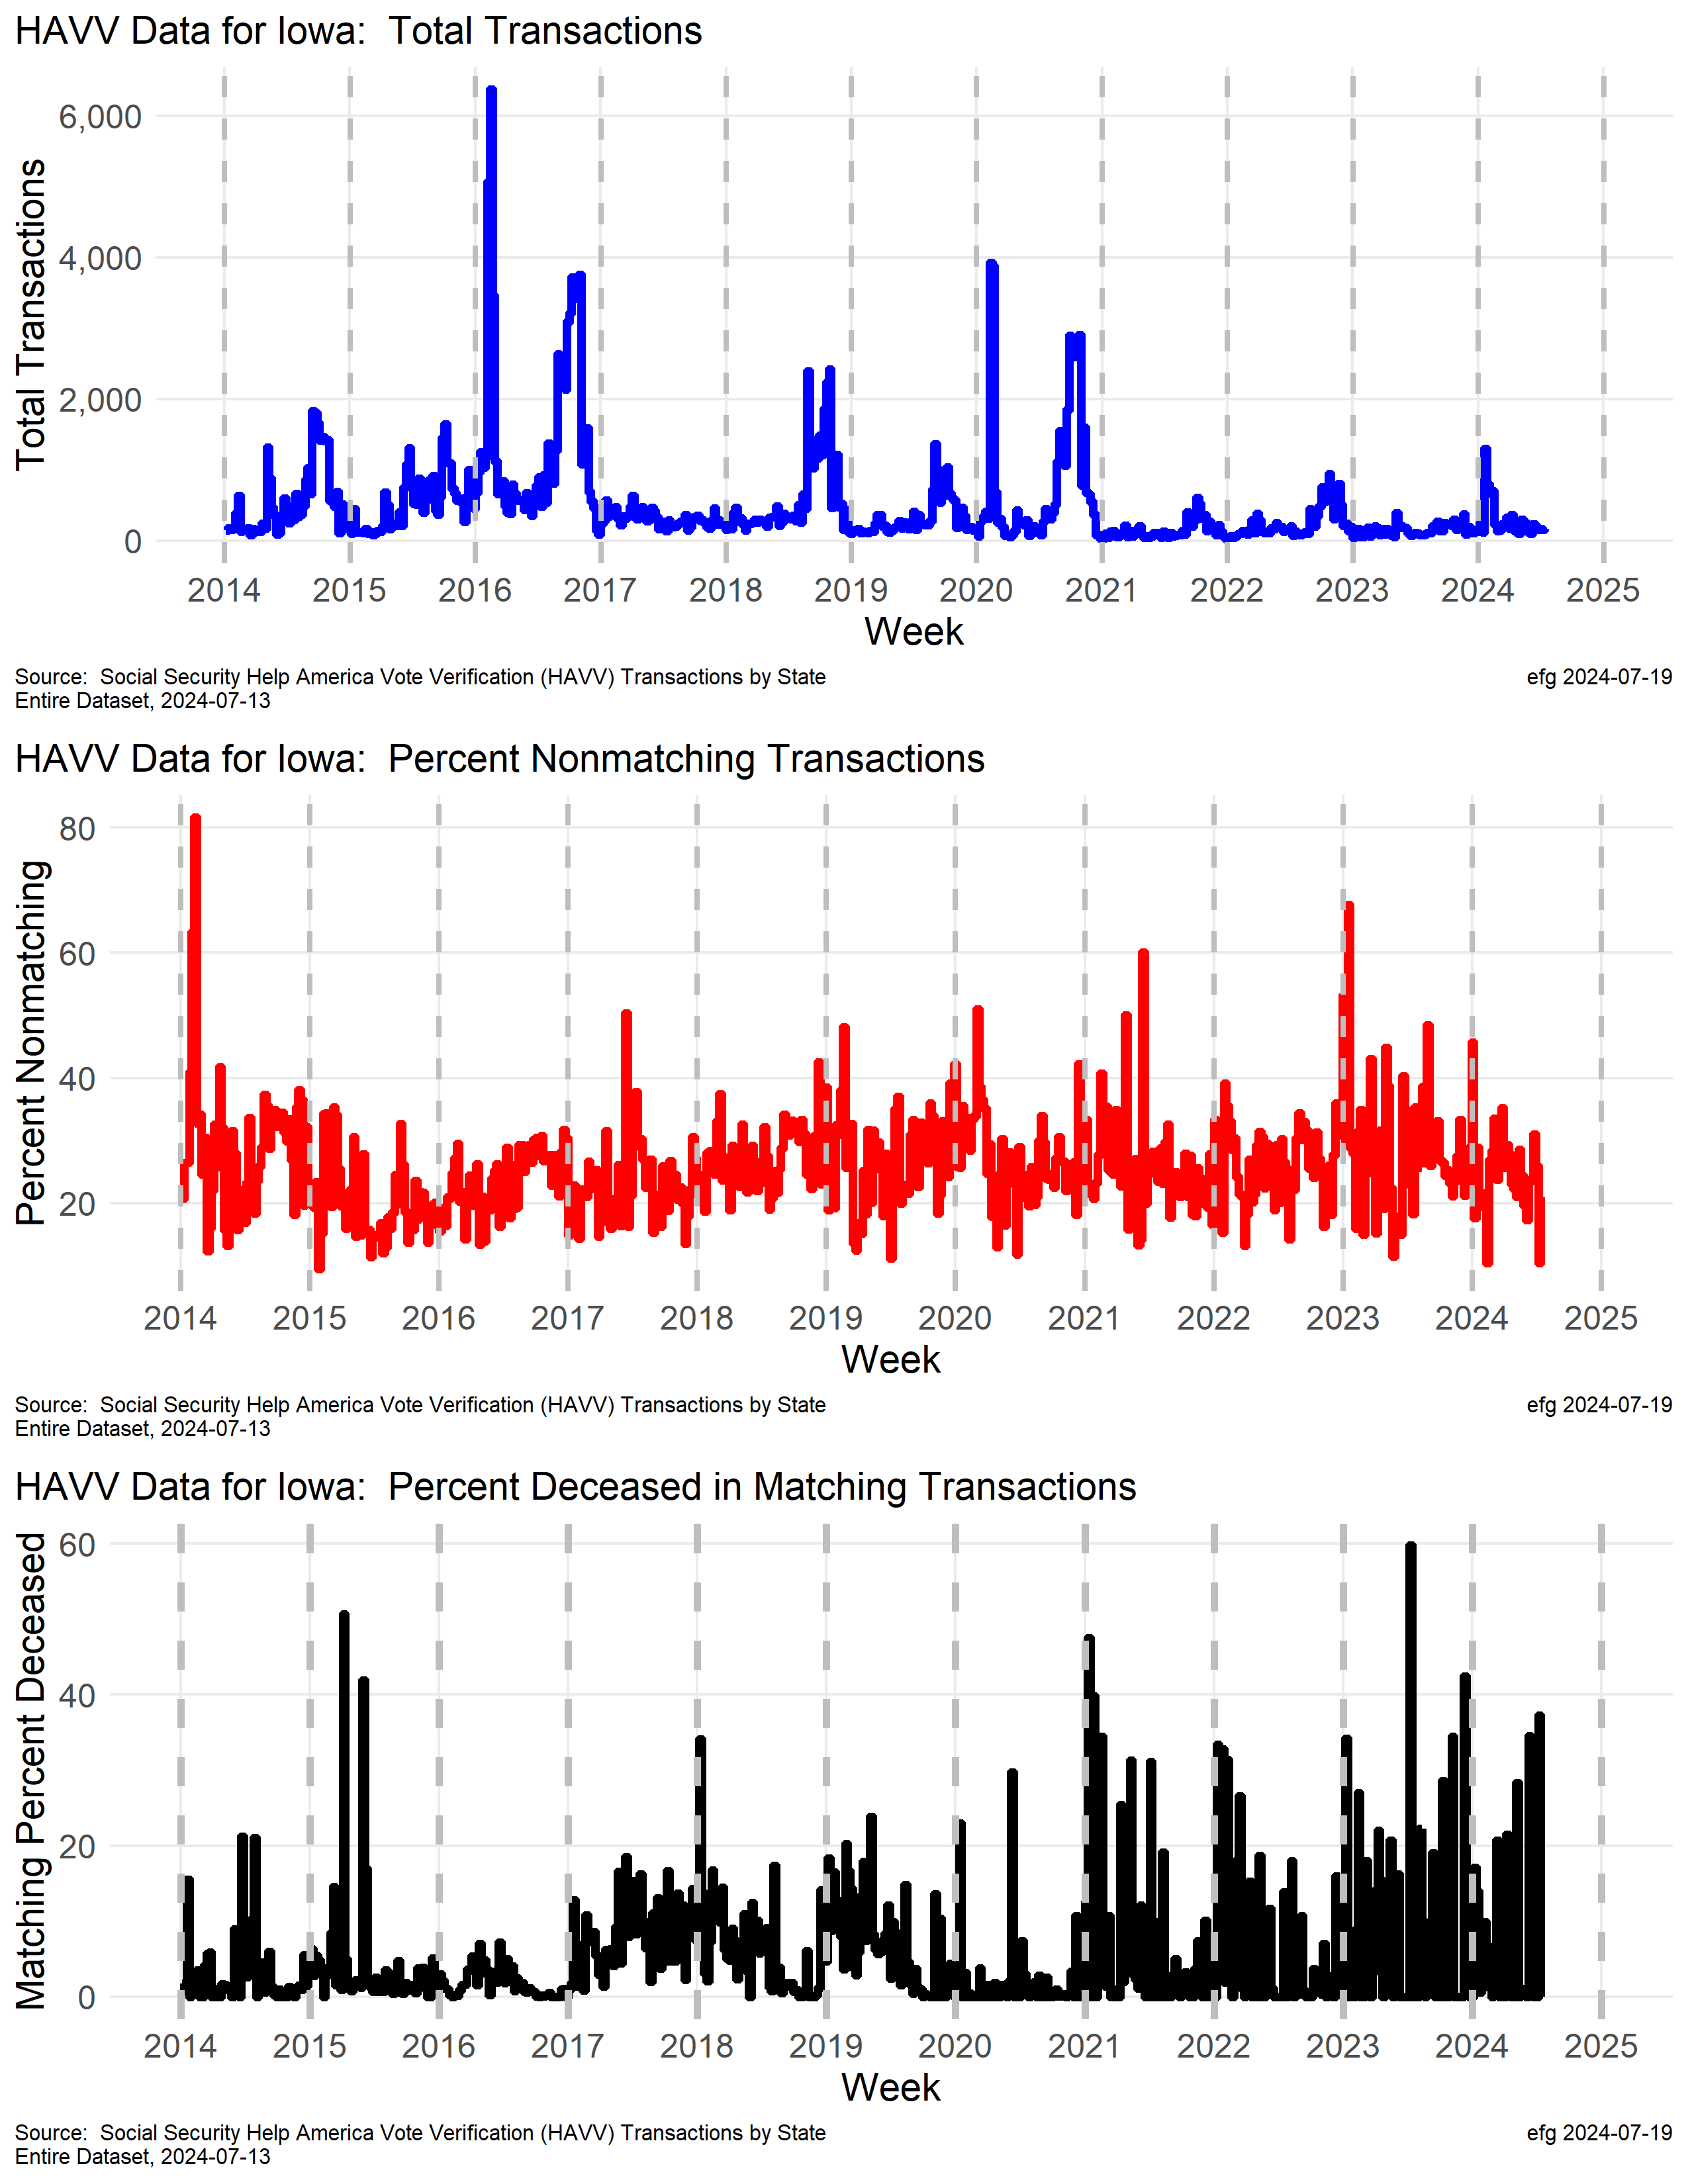 HAVV Data for Iowa:  Total Transactions
Total Transactions
6,000
4,000
2,000
0
2014 2015 2016 2017 2018 2019 2020 2021 2022 2023 2024 2025
Week
Source:  Social Security Help America Vote Verification (HAVV) Transactions by State
Entire Dataset, 2024-07-13
efg 2024-07-19
HAVV Data for Iowa:  Percent Nonmatching Transactions
Percent Nonmatching
80
60
40
20
2014 2015 2016 2017 2018 2019 2020 2021 2022 2023 2024 2025
Week
Source:  Social Security Help America Vote Verification (HAVV) Transactions by State
Entire Dataset, 2024-07-13
efg 2024-07-19
HAVV Data for Iowa:  Percent Deceased in Matching Transactions
Matching Percent Deceased
60
40
20
0
2014 2015 2016 2017 2018 2019 2020 2021 2022 2023 2024 2025
Week
Source:  Social Security Help America Vote Verification (HAVV) Transactions by State
Entire Dataset, 2024-07-13
efg 2024-07-19